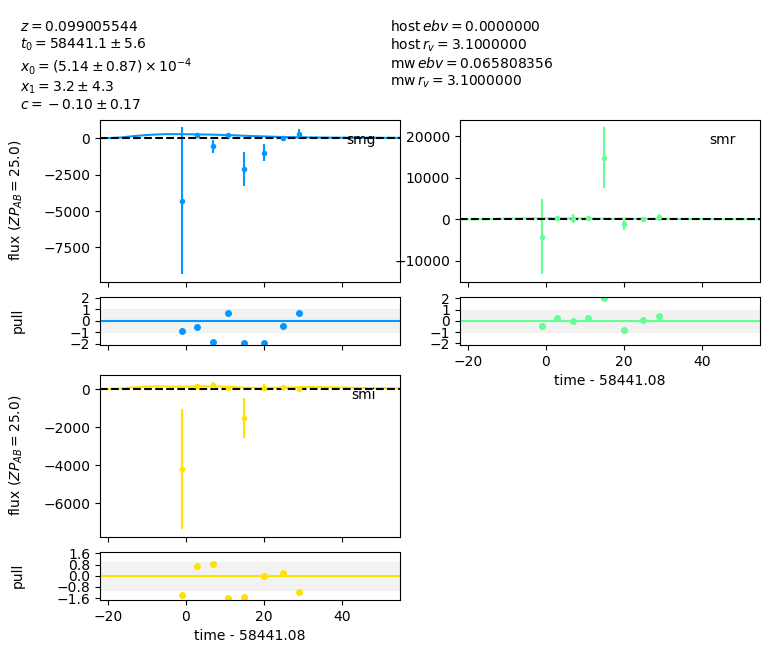 z = 0.099005544
host ebv = 0.0000000
t₀ = 58441.1 ± 5.6
host r_v = 3.1000000
mw ebv = 0.065808356
x₀ = (5.14 ± 0.87) × 10⁻⁴
mw r_v = 3.1000000
x₁ = 3.2 ± 4.3
c = −0.10 ± 0.17
smg
0
−2500
−5000
−7500
flux (ZP_AB = 25.0)
smr
20000
10000
0
−10000
2
1
0
−1
−2
pull
2
1
0
−1
−2
−20 0 20 40
time - 58441.08
smi
0
−2000
−4000
−6000
flux (ZP_AB = 25.0)
1.6
0.8
0.0
−0.8
−1.6
pull
−20 0 20 40
time - 58441.08